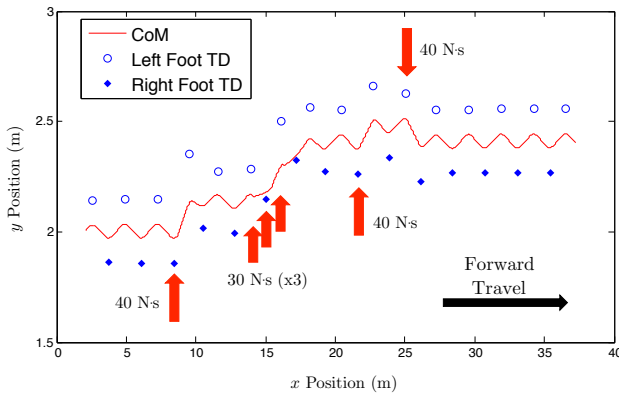 3
CoM
Left Foot TD
Right Foot TD
40 N·s
2.5
y Position (m)
2
40 N·s
30 N·s (x3)
40 N·s
Forward
Travel
1.5
0 5 10 15 20 25 30 35 40
x Position (m)